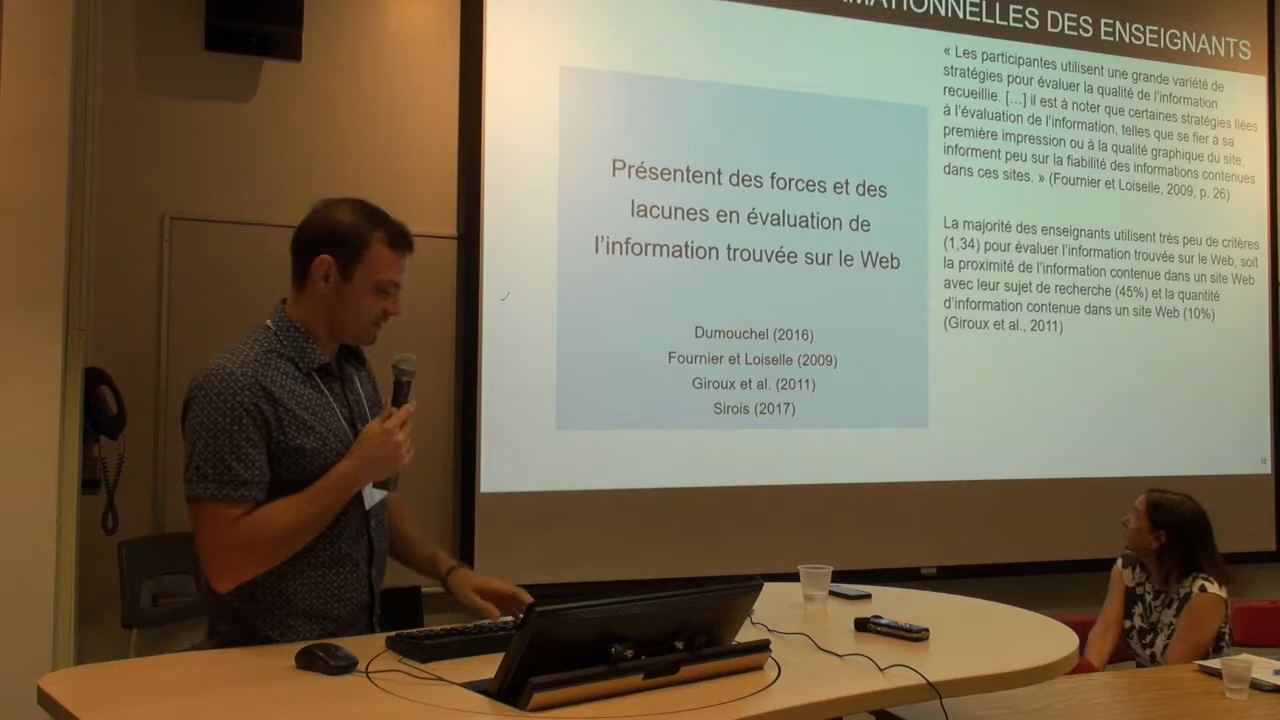 RMATIONNELLES DES ENSEIGNANTS
Présentent des forces et des
lacunes en évaluation de
l'information trouvée sur le Web
Dumouchel (2016)
Fournier et Loiselle (2009)
Giroux et al. (2011)
Sirois (2017)
« Les participantes utilisent une grande variété de
stratégies pour évaluer la qualité de l'information
recueillie. […] il est à noter que certaines stratégies liées
à l'évaluation de l'information, telles que se fier à sa
première impression ou à la qualité graphique du site,
informent peu sur la fiabilité des informations contenues
dans ces sites. » (Fournier et Loiselle, 2009, p. 26)
La majorité des enseignants utilisent très peu de critères
(1,34) pour évaluer l'information trouvée sur le Web, soit
la proximité de l'information contenue dans un site Web
avec leur sujet de recherche (45%) et la quantité
d'information contenue dans un site Web (10%)
(Giroux et al., 2011)